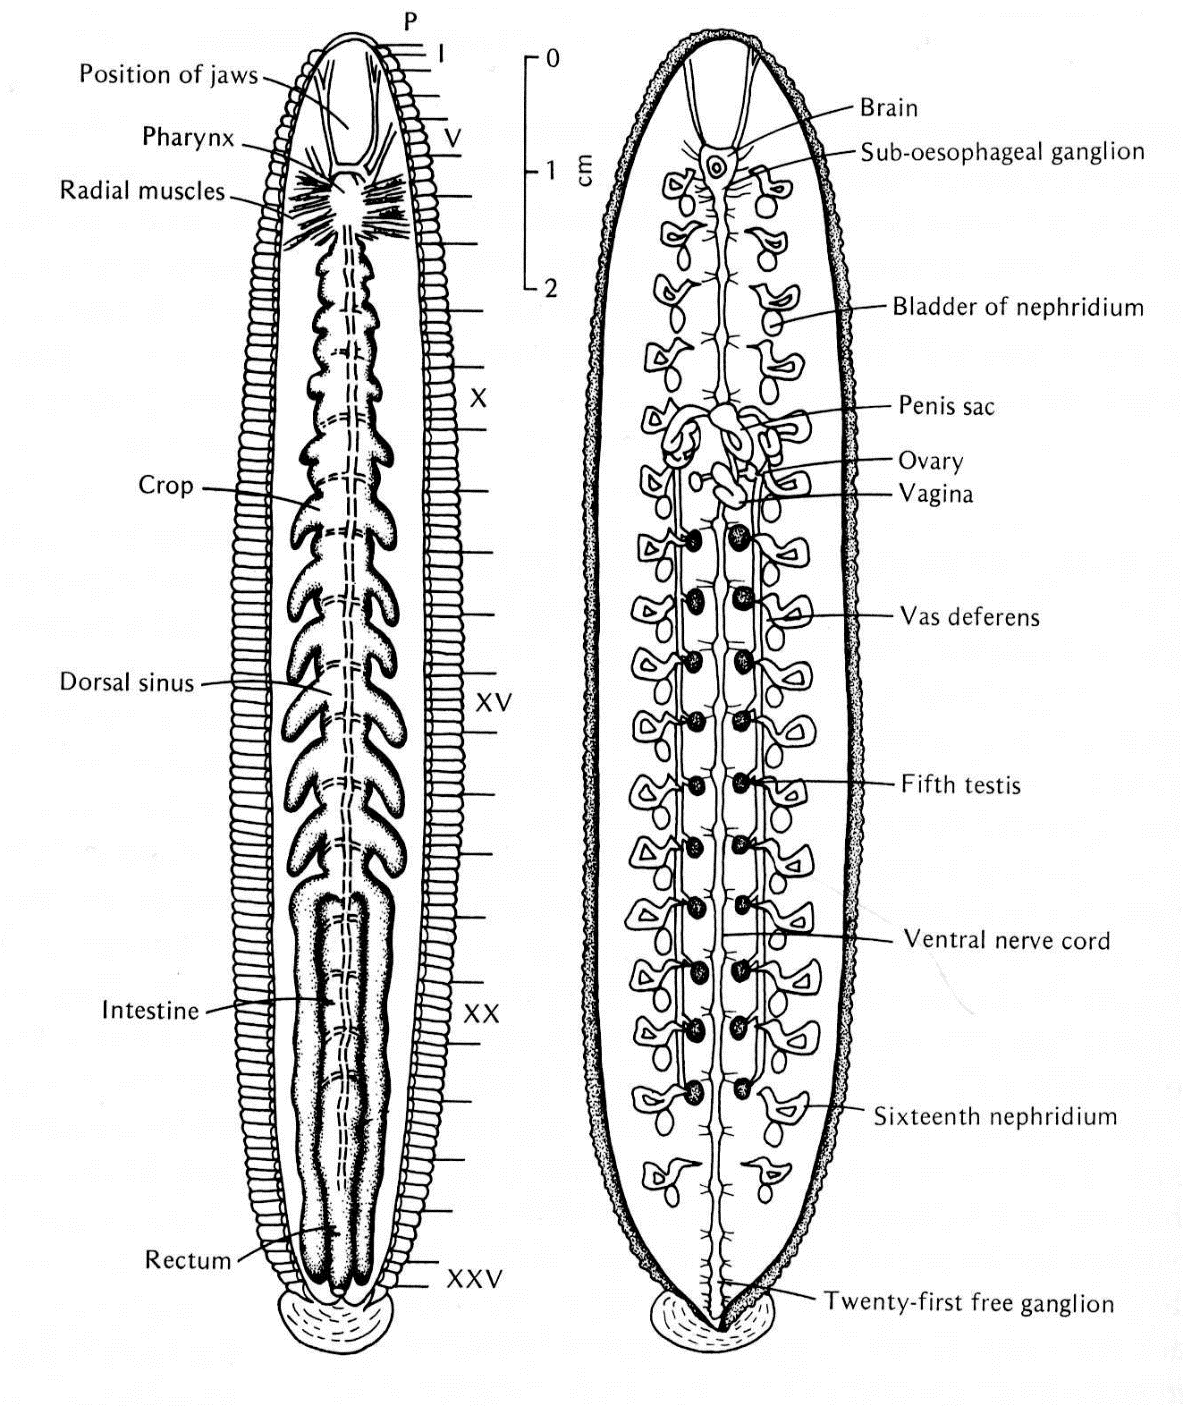 P
I
0
Position of jaws
Brain
Pharynx
V
Sub-oesophageal ganglion
1
cm
Radial muscles
2
Bladder of nephridium
X
Penis sac
Ovary
Crop
Vagina
Vas deferens
Dorsal sinus
XV
Fifth testis
Ventral nerve cord
Intestine
XX
Sixteenth nephridium
Rectum
XXV
Twenty-first free ganglion